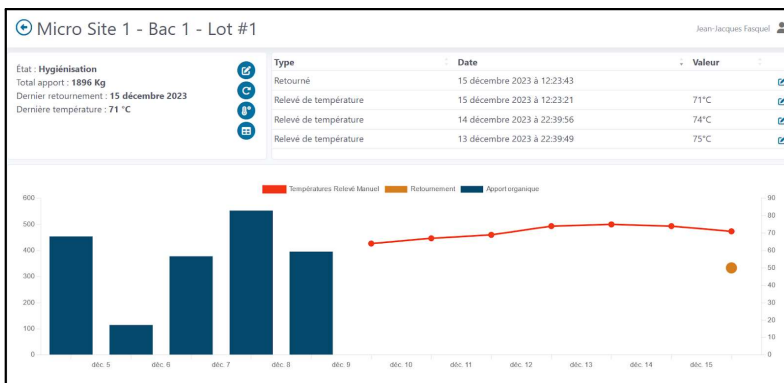 Micro Site 1 - Bac 1 - Lot #1
Jean-Jacques Fasquel
État : Hygiénisation
Total apport : 1896 Kg
Dernier retournement : 15 décembre 2023
Dernière température : 71 °C
Type Date Valeur
Retourné 15 décembre 2023 à 12:23:43
Relevé de température 15 décembre 2023 à 12:23:21 71°C
Relevé de température 14 décembre 2023 à 22:39:56 74°C
Relevé de température 13 décembre 2023 à 22:39:49 75°C
Températures Relevé Manuel Retournement Apport organique
600 90
80
500
70
400 60
50
300
40
200 30
20
100
10
0 0
déc. 5 déc. 6 déc. 7 déc. 8 déc. 9 déc. 10 déc. 11 déc. 12 déc. 13 déc. 14 déc. 15